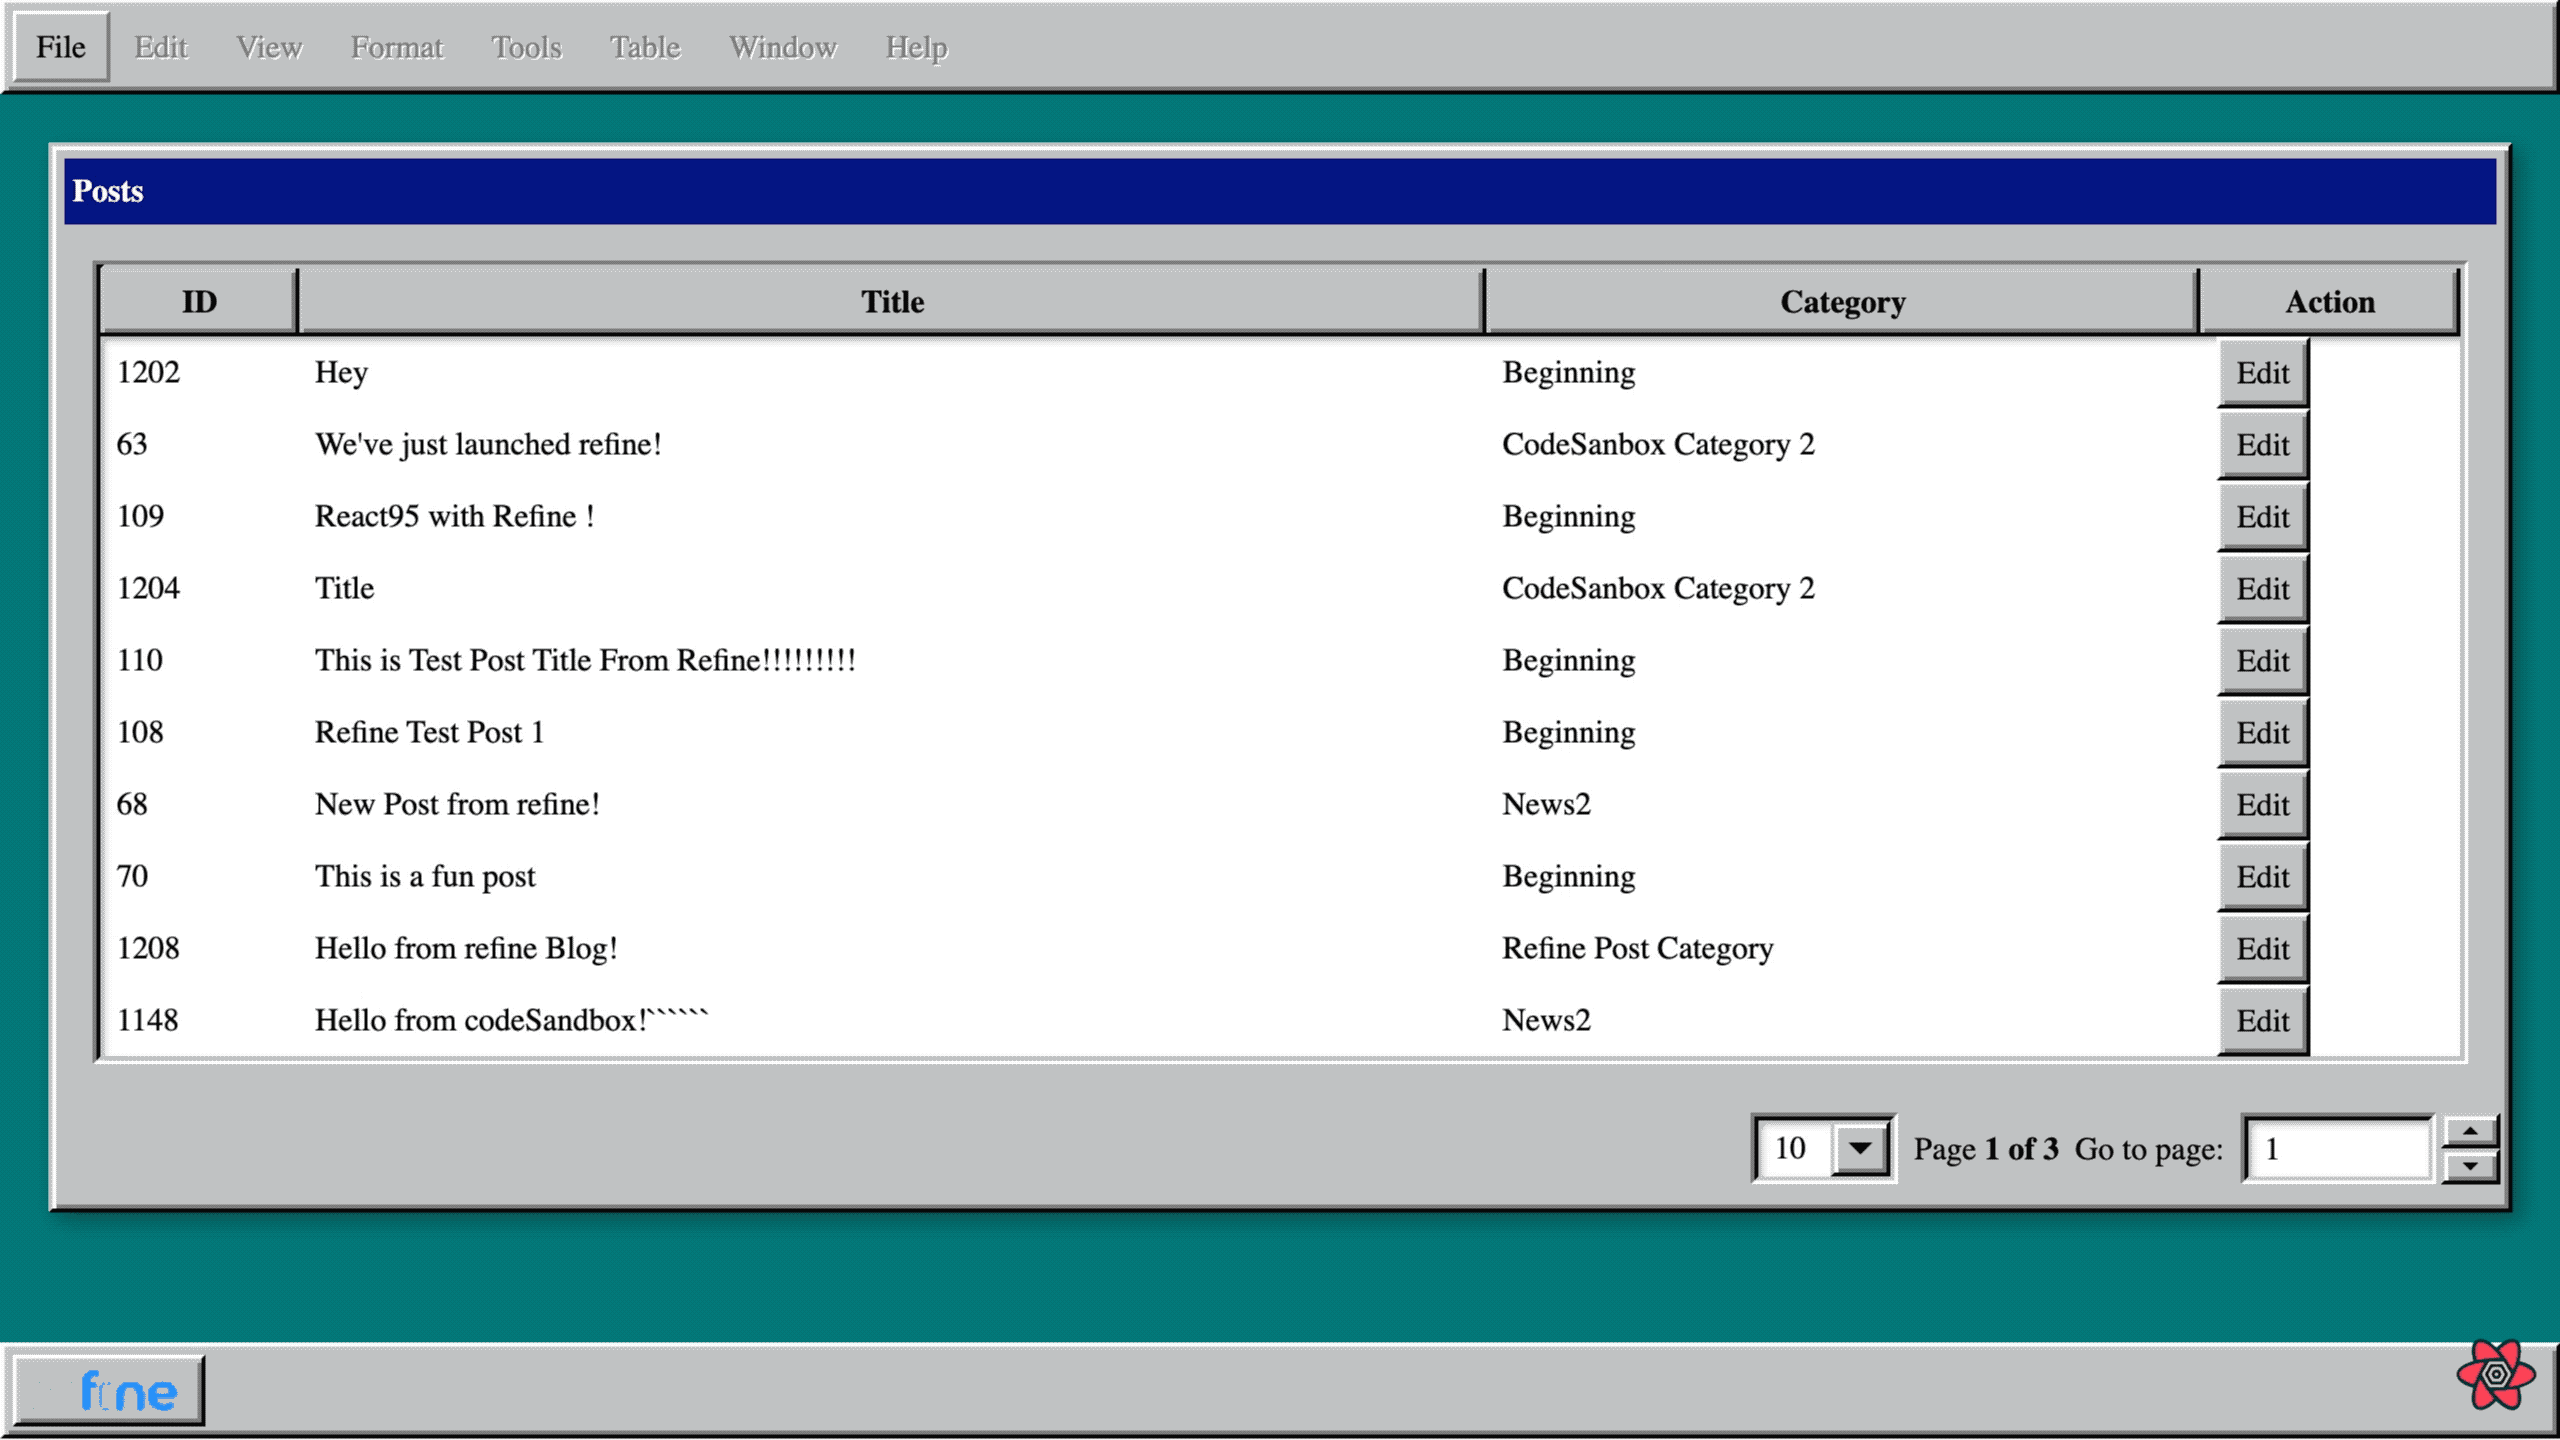 File Edit View Format Tools Table Window Help
Posts
ID Title Category Action
1202 Hey Beginning Edit
63 We've just launched refine! CodeSanbox Category 2 Edit
109 React95 with Refine ! Beginning Edit
1204 Title CodeSanbox Category 2 Edit
110 This is Test Post Title From Refine!!!!!!!!! Beginning Edit
108 Refine Test Post 1 Beginning Edit
68 New Post from refine! News2 Edit
70 This is a fun post Beginning Edit
1208 Hello from refine Blog! Refine Post Category Edit
1148 Hello from codeSandbox!`````` News2 Edit
10 Page 1 of 3 Go to page: 1